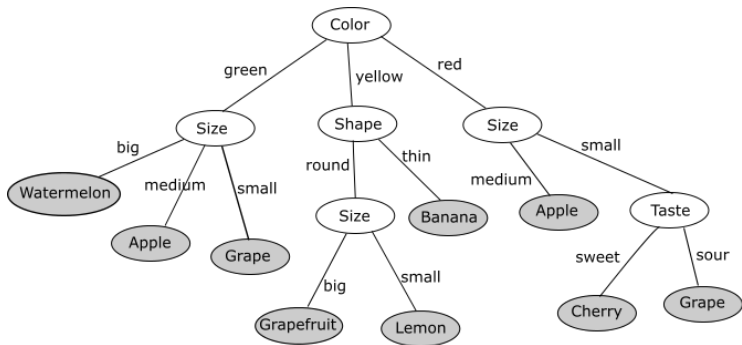 Color
green
yellow
red
Size
Shape
Size
big
medium
small
round
thin
medium
small
Watermelon
Apple
Grape
Size
Banana
Apple
Taste
big
small
sweet
sour
Grapefruit
Lemon
Cherry
Grape